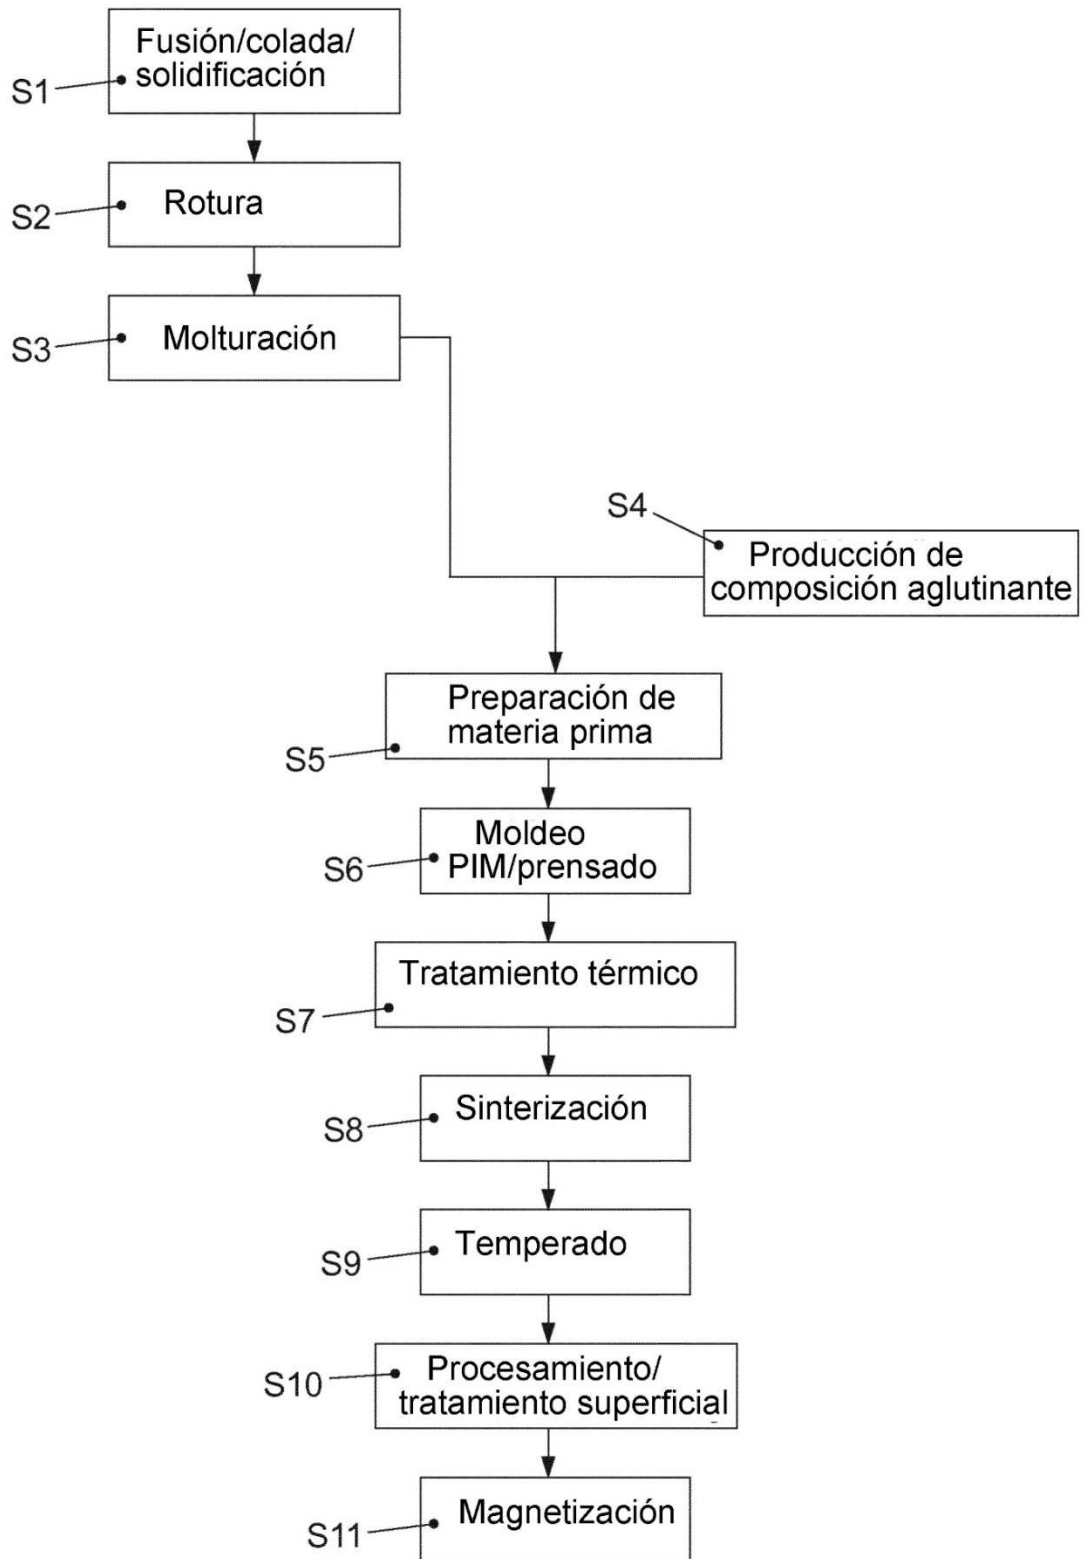 Fusión/colada/
solidificación
S1
Rotura
S2
Molturación
S3
S4
Producción de
composición aglutinante
Preparación de
materia prima
S5
Moldeo
PIM/prensado
S6
Tratamiento térmico
S7
Sinterización
S8
Temperado
S9
Procesamiento/
tratamiento superficial
S10
Magnetización
S11